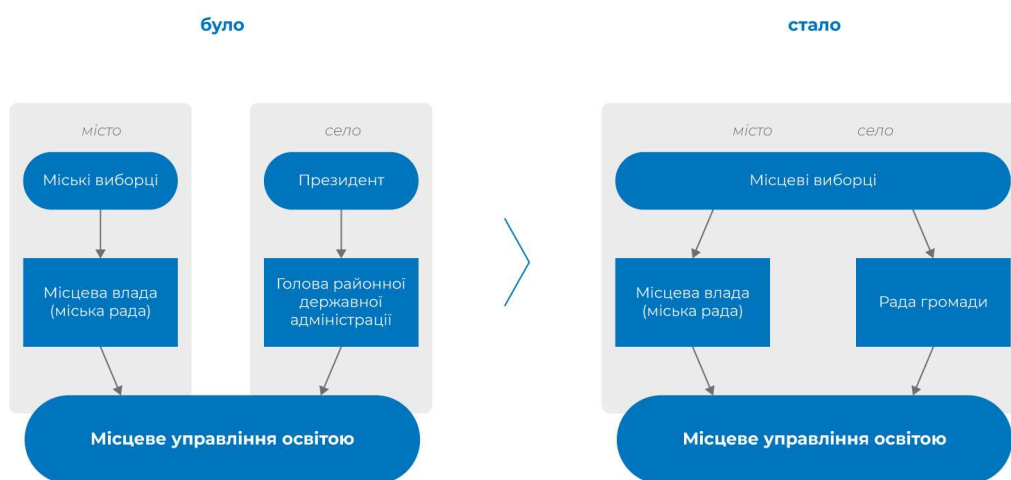 було
місто
Міські виборці
Місцева влада
(міська рада)
село
Президент
Голова районної
державної
адміністрації
Місцеве управління освітою
стало
місто
село
Місцеві виборці
Місцева влада
(міська рада)
Рада громади
Місцеве управління освітою